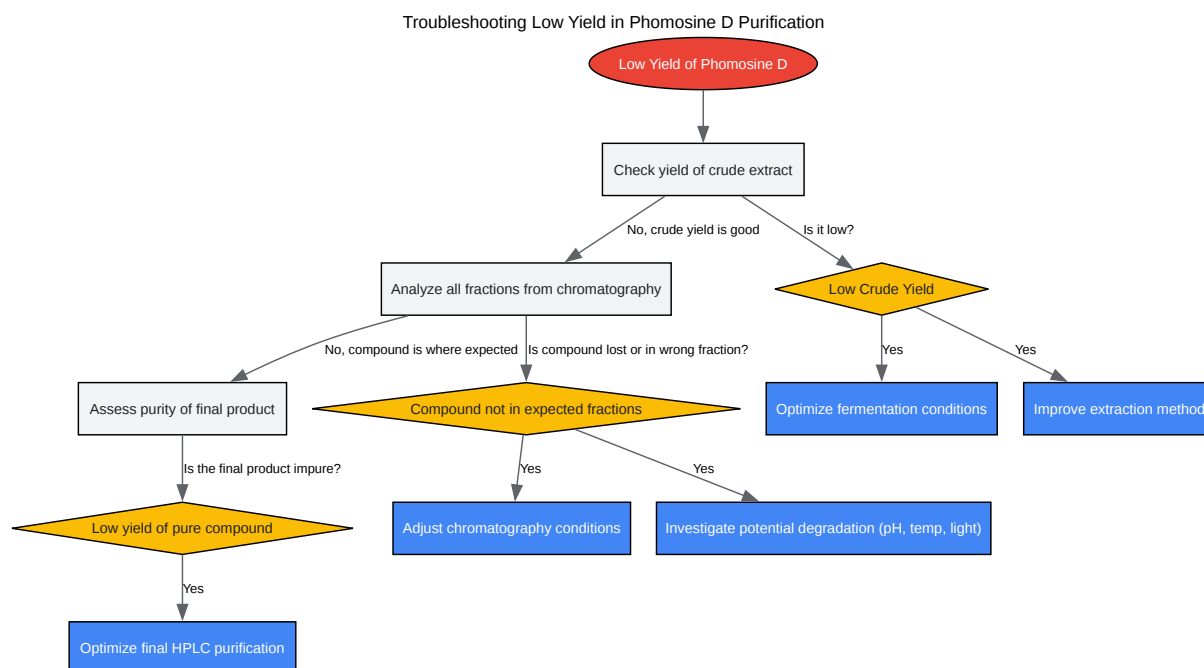 Troubleshooting Low Yield in Phomosine D Purification
Low Yield of Phomosine D
Check yield of crude extract
No, crude yield is good
Is it low?
Analyze all fractions from chromatography
Low Crude Yield
No, compound is where expected
Is compound lost or in wrong fraction?
Yes
Yes
Assess purity of final product
Compound not in expected fractions
Optimize fermentation conditions
Improve extraction method
Is the final product impure?
Yes
Yes
Low yield of pure compound
Adjust chromatography conditions
Investigate potential degradation (pH, temp, light)
Yes
Optimize final HPLC purification